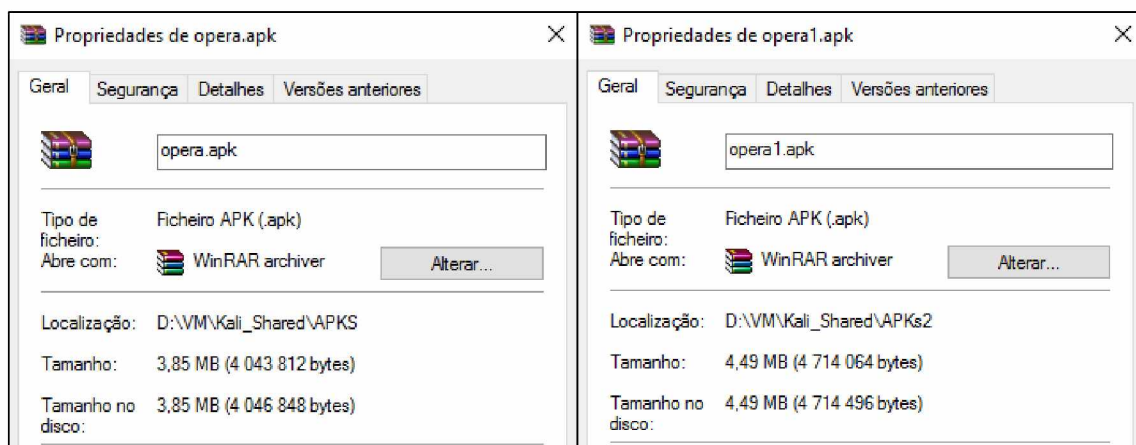 Propriedades de opera.apk
Geral Segurança Detalhes Versões anteriores
opera.apk
Tipo de ficheiro: Ficheiro APK (.apk)
Abre com: WinRAR archiver Alterar...
Localização: D:\VM\Kali_Shared\APKS
Tamanho: 3,85 MB (4 043 812 bytes)
Tamanho no disco: 3,85 MB (4 046 848 bytes)
Propriedades de opera1.apk
Geral Segurança Detalhes Versões anteriores
opera1.apk
Tipo de ficheiro: Ficheiro APK (.apk)
Abre com: WinRAR archiver Alterar...
Localização: D:\VM\Kali_Shared\APKs2
Tamanho: 4,49 MB (4 714 064 bytes)
Tamanho no disco: 4,49 MB (4 714 496 bytes)